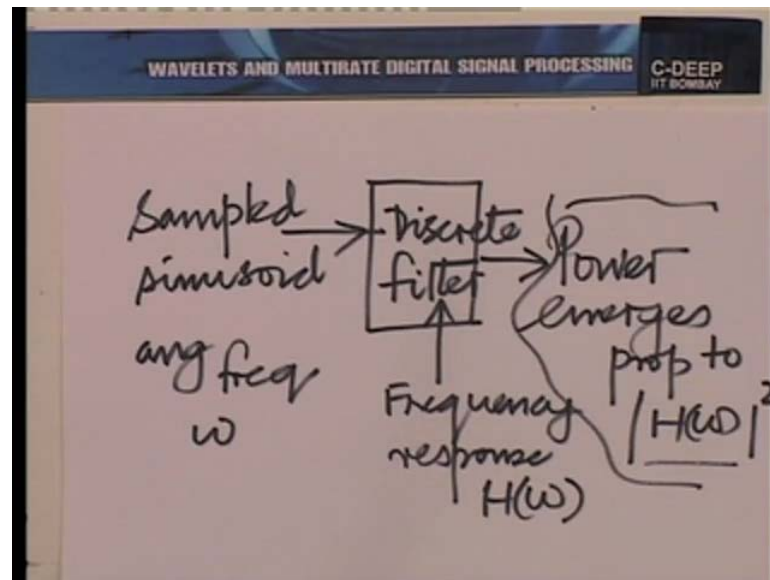 WAVELETS AND MULTIRATE DIGITAL SIGNAL PROCESSING
C-DEEP
IIT BOMBAY
Sampled
sinusoid
ang freq
ω
Discrete
filter
Frequency
response
H(ω)
Power
emerges
prop to
|H(ω)|²